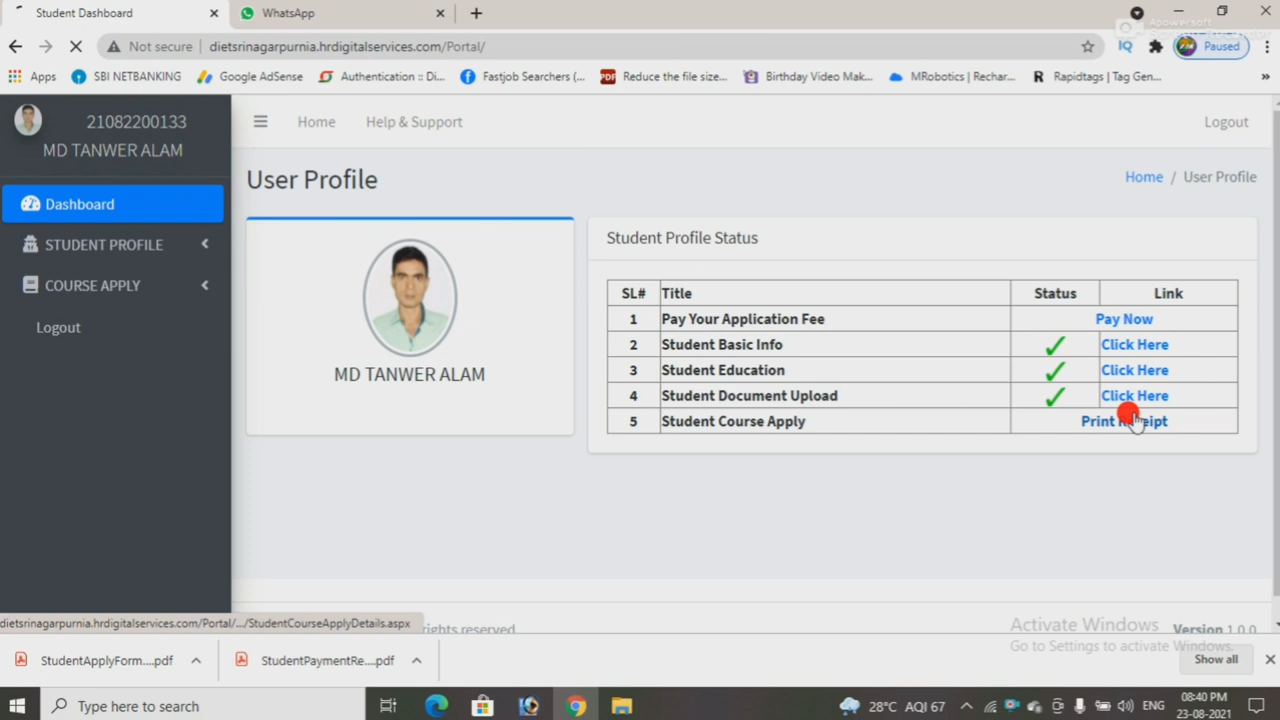 Student Dashboard
WhatsApp
Apowersoft
Not secure
dietsrinagarpurnia.hrdigitalservices.com/Portal/
IQ
Paused
Apps
SBI NETBANKING
Google AdSense
Authentication :: Di...
Fastjob Searchers (...
PDF
Reduce the file size...
Birthday Video Mak...
MRobotics | Rechar...
R
Rapidtags | Tag Gen...
21082200133
MD TANWER ALAM
Home
Help & Support
Logout
User Profile
Home / User Profile
Dashboard
STUDENT PROFILE
COURSE APPLY
Logout
MD TANWER ALAM
Student Profile Status
SL# Title Status Link
1 Pay Your Application Fee Pay Now
2 Student Basic Info Click Here
3 Student Education Click Here
4 Student Document Upload Click Here
5 Student Course Apply Print Receipt
dietsrinagarpurnia.hrdigitalservices.com/Portal/.../StudentCourseApplyDetails.aspx
rights reserved
Version 1.0.0
Activate Windows
Go to Settings to activate Windows.
StudentApplyForm....pdf
StudentPaymentRe....pdf
Show all
Type here to search
28°C AQI 67
ENG
08:40 PM
23-08-2021